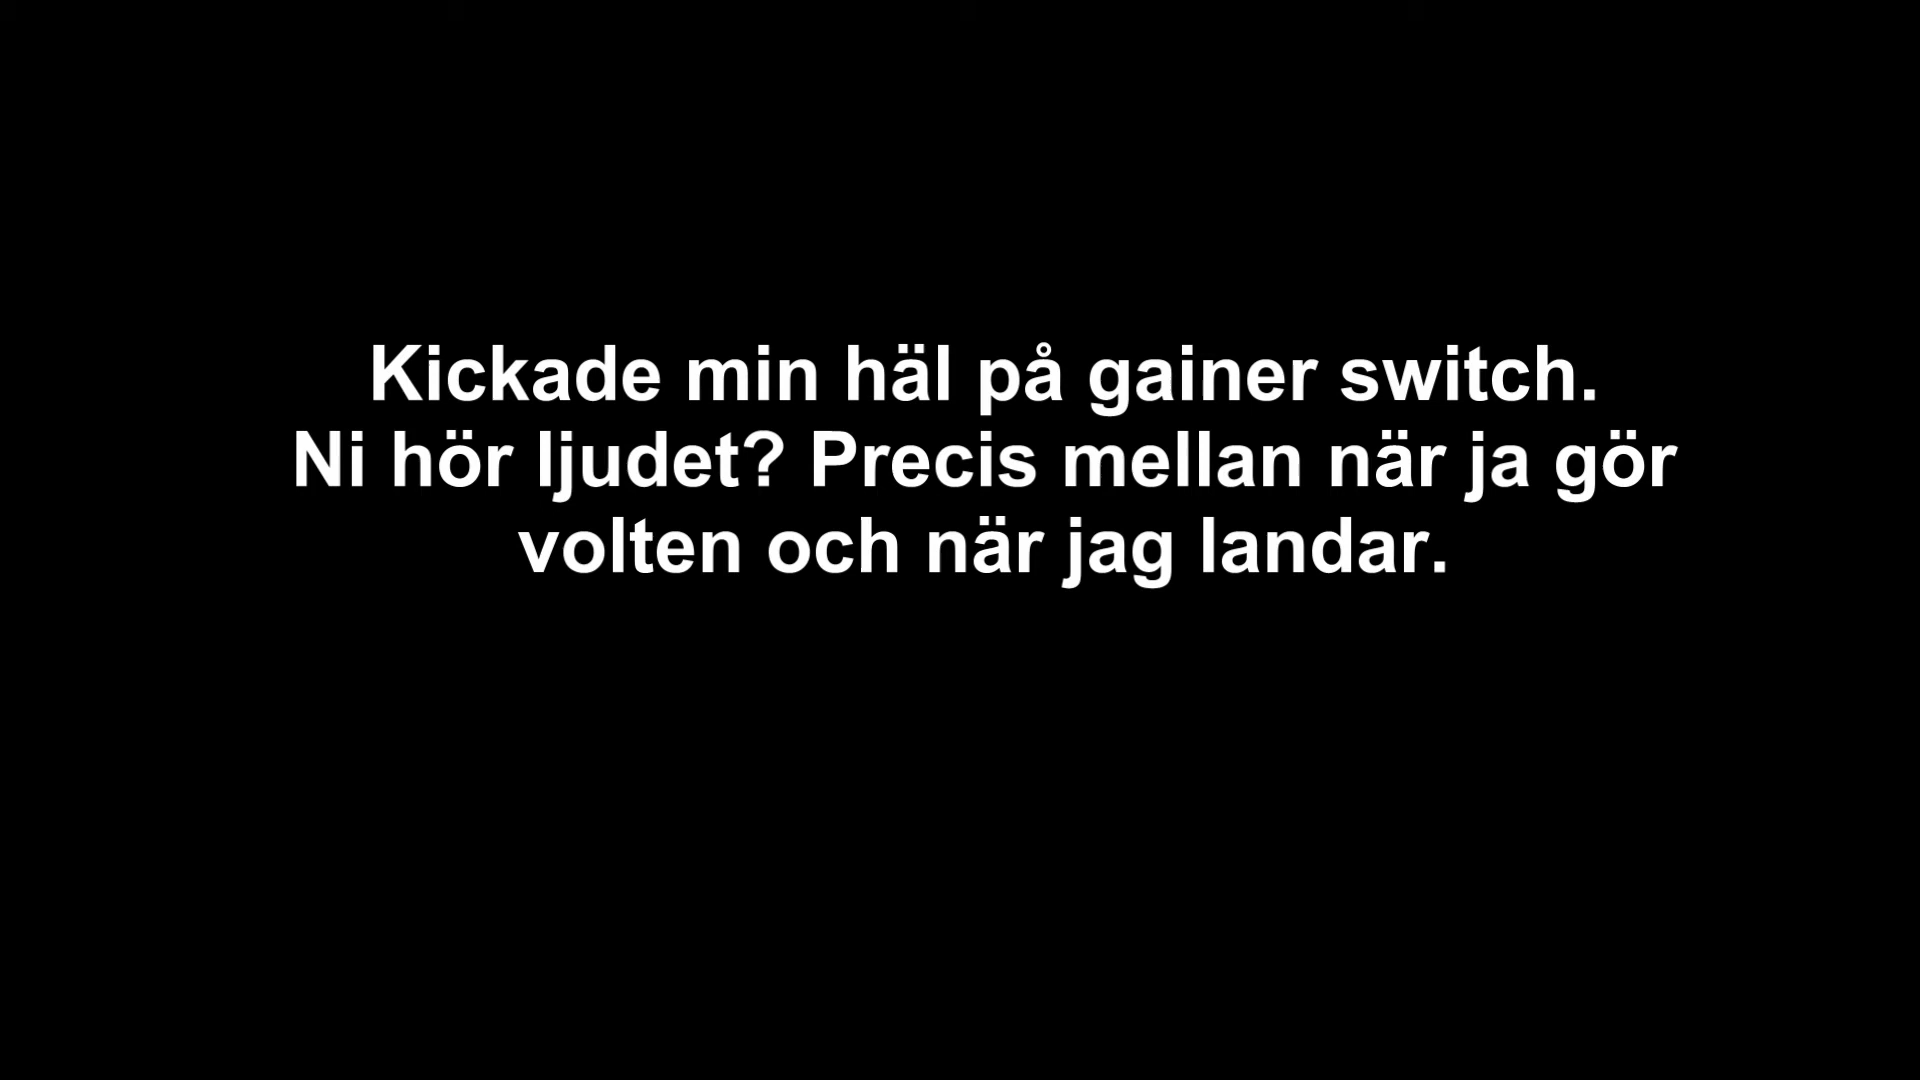 Kickade min häl på gainer switch.
Ni hör ljudet? Precis mellan när ja gör
volten och när jag landar.